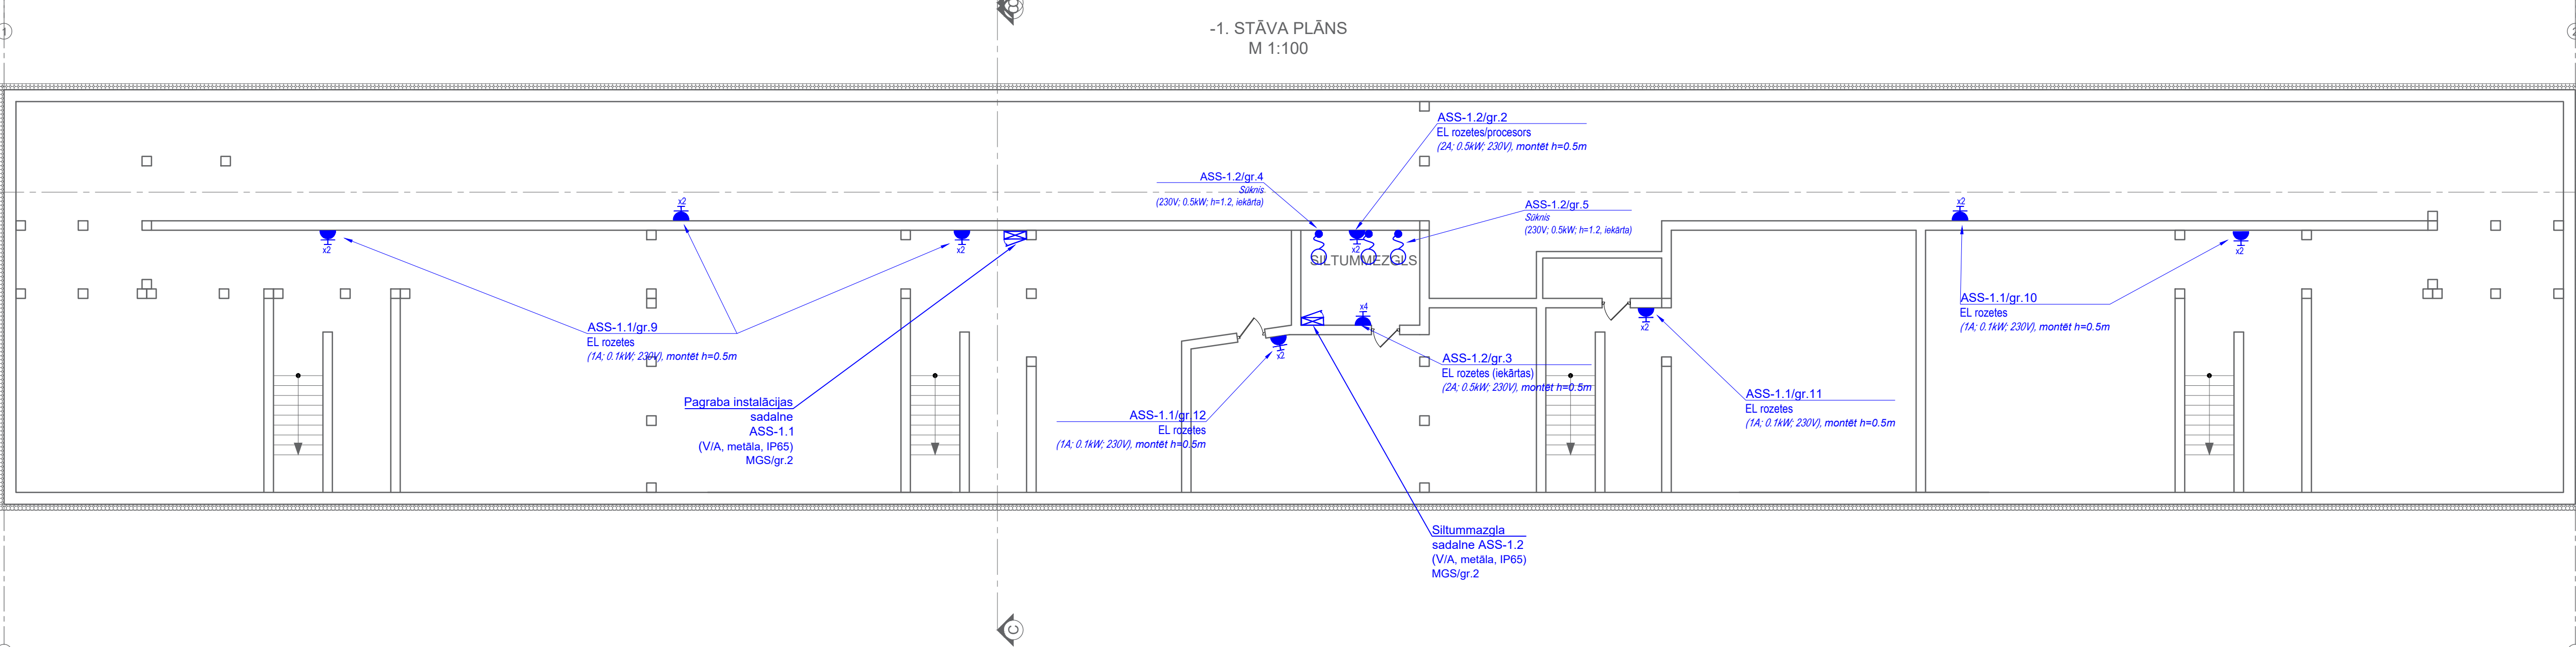 -1. STĀVA PLĀNS
M 1:100
1
2
ASS-1.2/gr.2
EL rozetes/procesors
(2A; 0.5kW; 230V), montēt h=0.5m
ASS-1.2/gr.4
Sūknis
(230V; 0.5kW; h=1.2, iekārta)
ASS-1.2/gr.5
Sūknis
(230V; 0.5kW; h=1.2, iekārta)
x2
x2
x2
x2
x2
x2
x2
SILTUMMEZGLS
ASS-1.1/gr.9
EL rozetes
(1A; 0.1kW; 230V), montēt h=0.5m
ASS-1.1/gr.10
EL rozetes
(1A; 0.1kW; 230V), montēt h=0.5m
x4
x2
x2
ASS-1.2/gr.3
EL rozetes (iekārtas)
(2A; 0.5kW; 230V), montēt h=0.5m
Pagraba instalācijas
sadalne
ASS-1.1
(V/A, metāla, IP65)
MGS/gr.2
ASS-1.1/gr.12
EL rozetes
(1A; 0.1kW; 230V), montēt h=0.5m
ASS-1.1/gr.11
EL rozetes
(1A; 0.1kW; 230V), montēt h=0.5m
Siltummazgla
sadalne ASS-1.2
(V/A, metāla, IP65)
MGS/gr.2
C